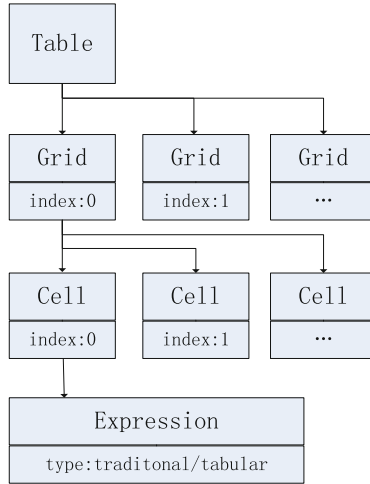 Table
Grid Grid Grid
index:0 index:1 …
Cell Cell Cell
index:0 index:1 …
Expression
type:traditonal/tabular